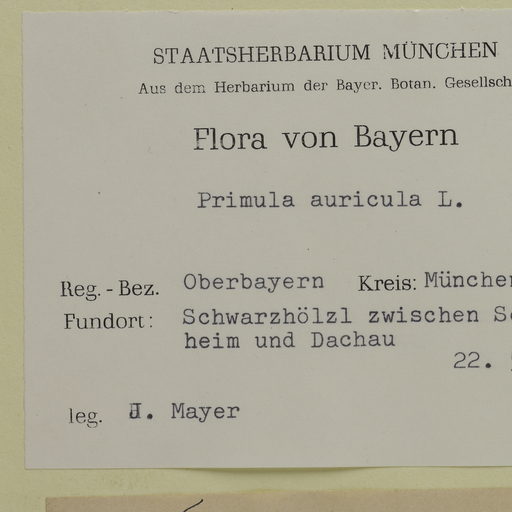 STAATSHERBARIUM MÜNCHEN
Aus dem Herbarium der Bayer. Botan. Gesellsch
Flora von Bayern
Primula auricula L.
Reg. - Bez. Oberbayern Kreis: München
Fundort: Schwarzhölzl zwischen
heim und Dachau
22.
leg. J. Mayer